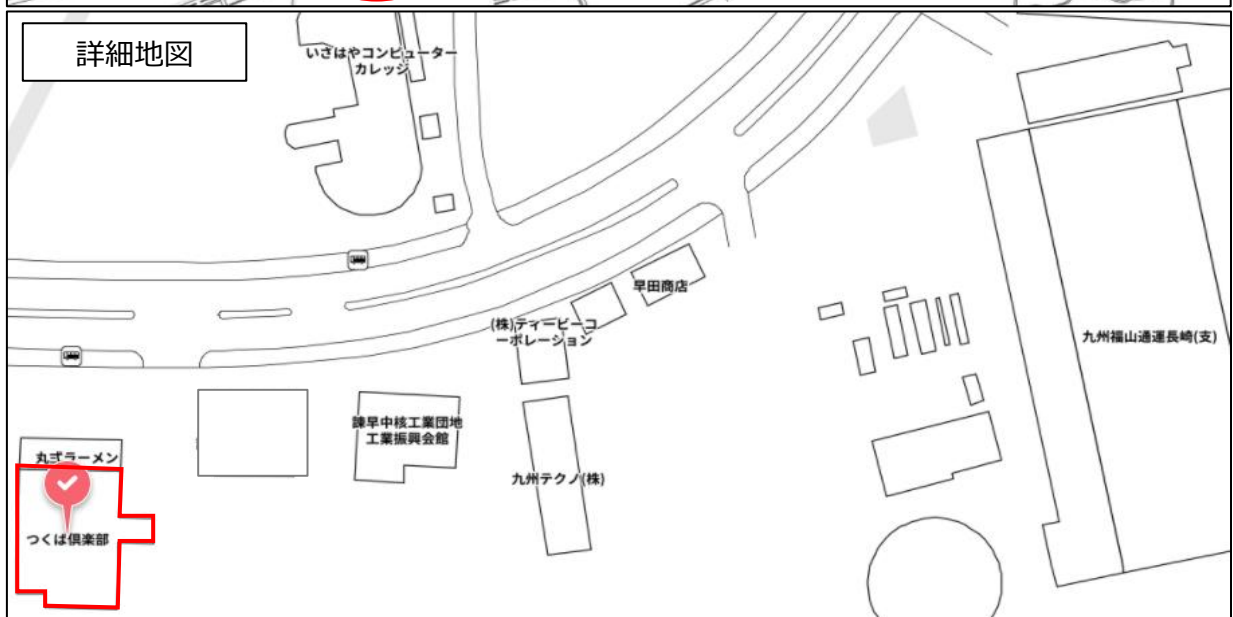 詳細地図
いさはやコンピューター
カレッジ
早田商店
(株)ティーピーコ
ーポレーション
九州福山通運長崎(支)
諫早中核工業団地
工業振興会館
丸弍ラーメン
九州テクノ(株)
つくば倶楽部